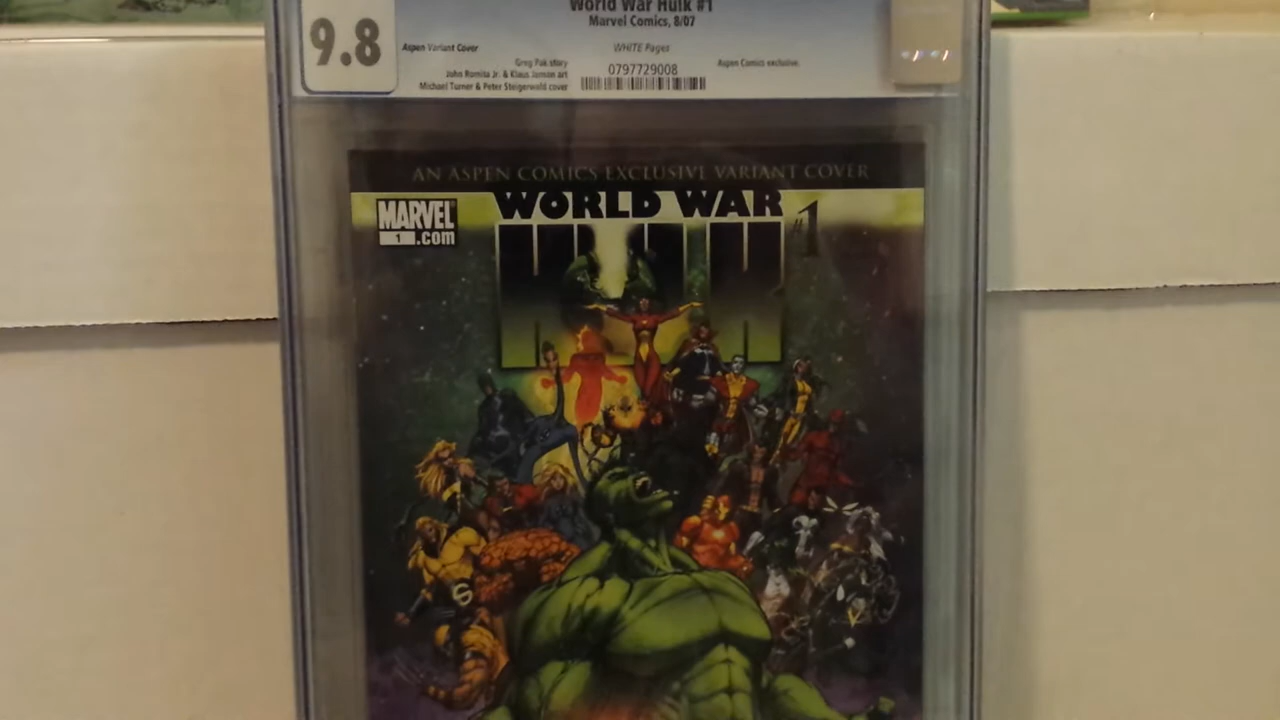 World War Hulk #1
Marvel Comics, 8/07
9.8
Aspen Variant Cover
WHITE Pages
Greg Pak story
John Romita Jr. & Klaus Janson art
Michael Turner & Peter Steigerwald cover
0797729008
Aspen Comics exclusive.
AN ASPEN COMICS EXCLUSIVE VARIANT COVER
WORLD WAR
HULK
#1
MARVEL
1 .com